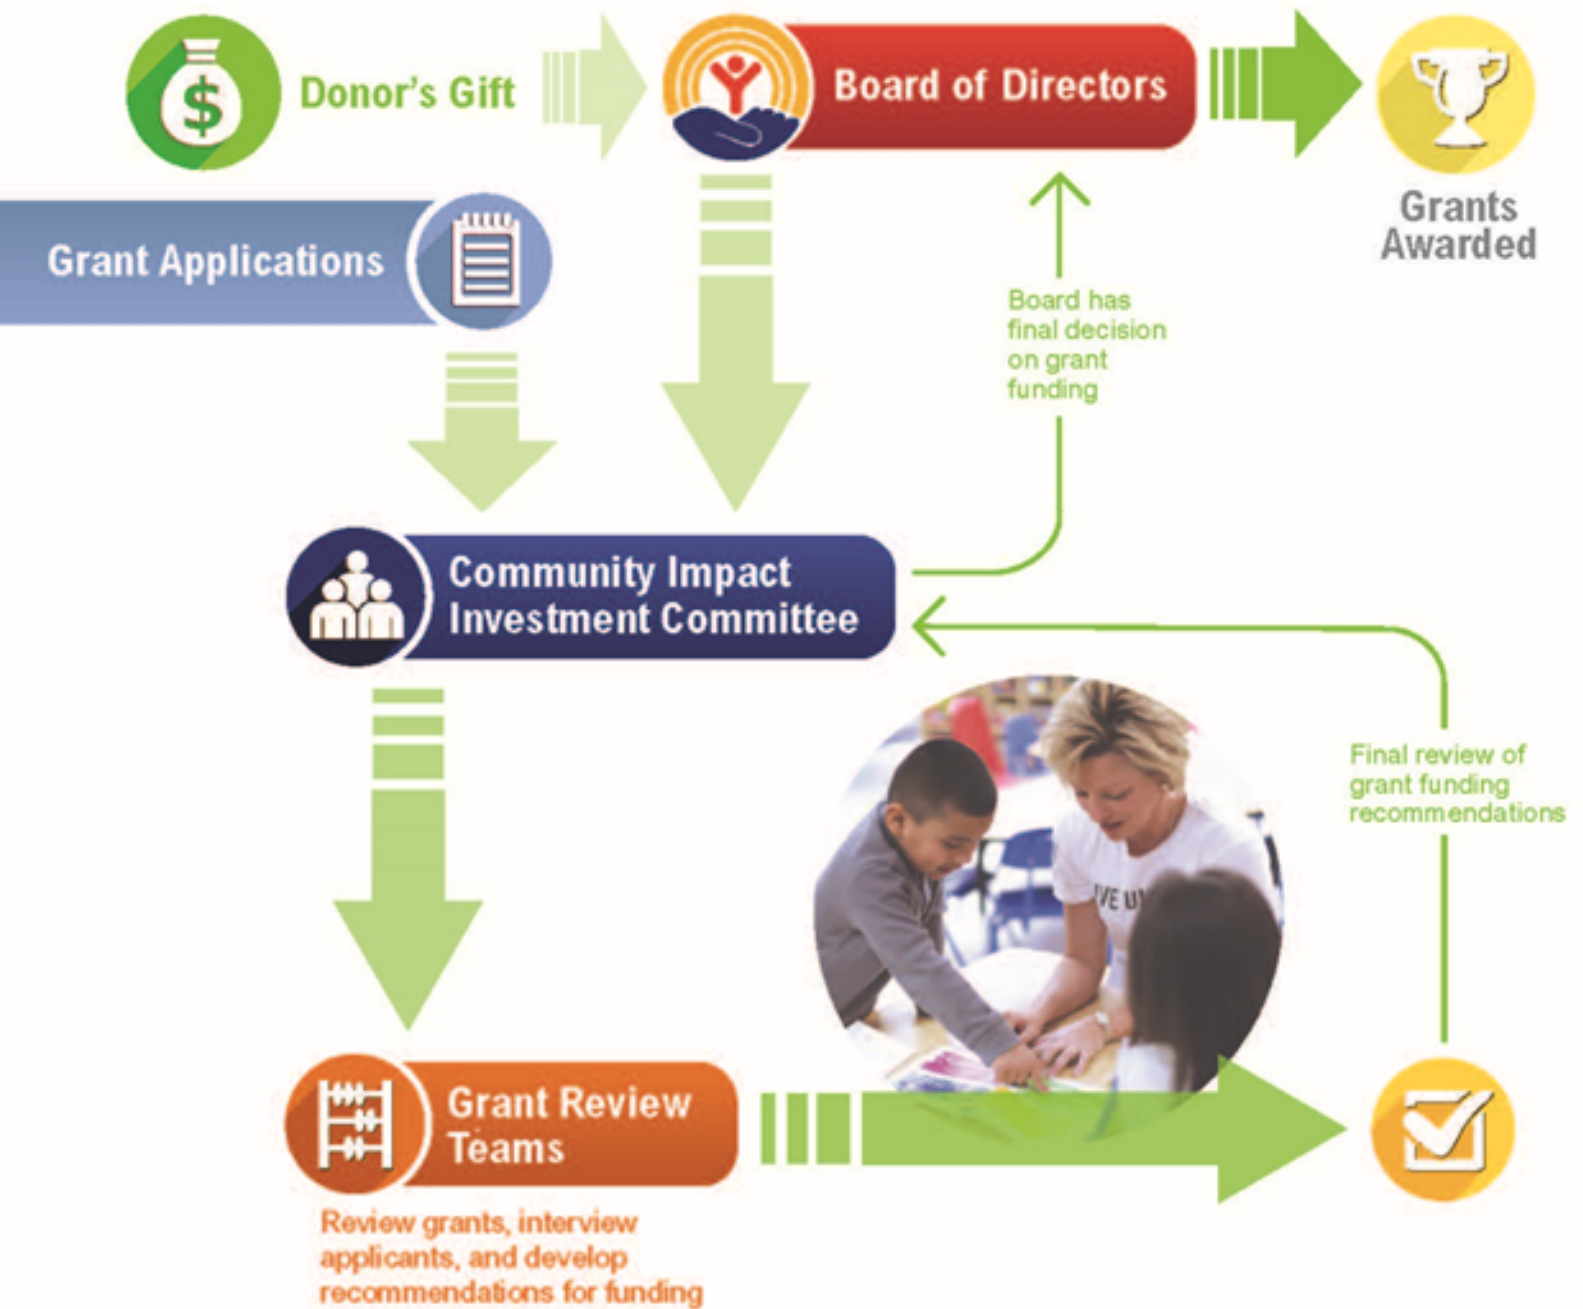 Donor's Gift
Board of Directors
Grants
Awarded
Grant Applications
Board has
final decision
on grant
funding
Community Impact
Investment Committee
Final review of
grant funding
recommendations
Grant Review
Teams
Review grants, interview
applicants, and develop
recommendations for funding